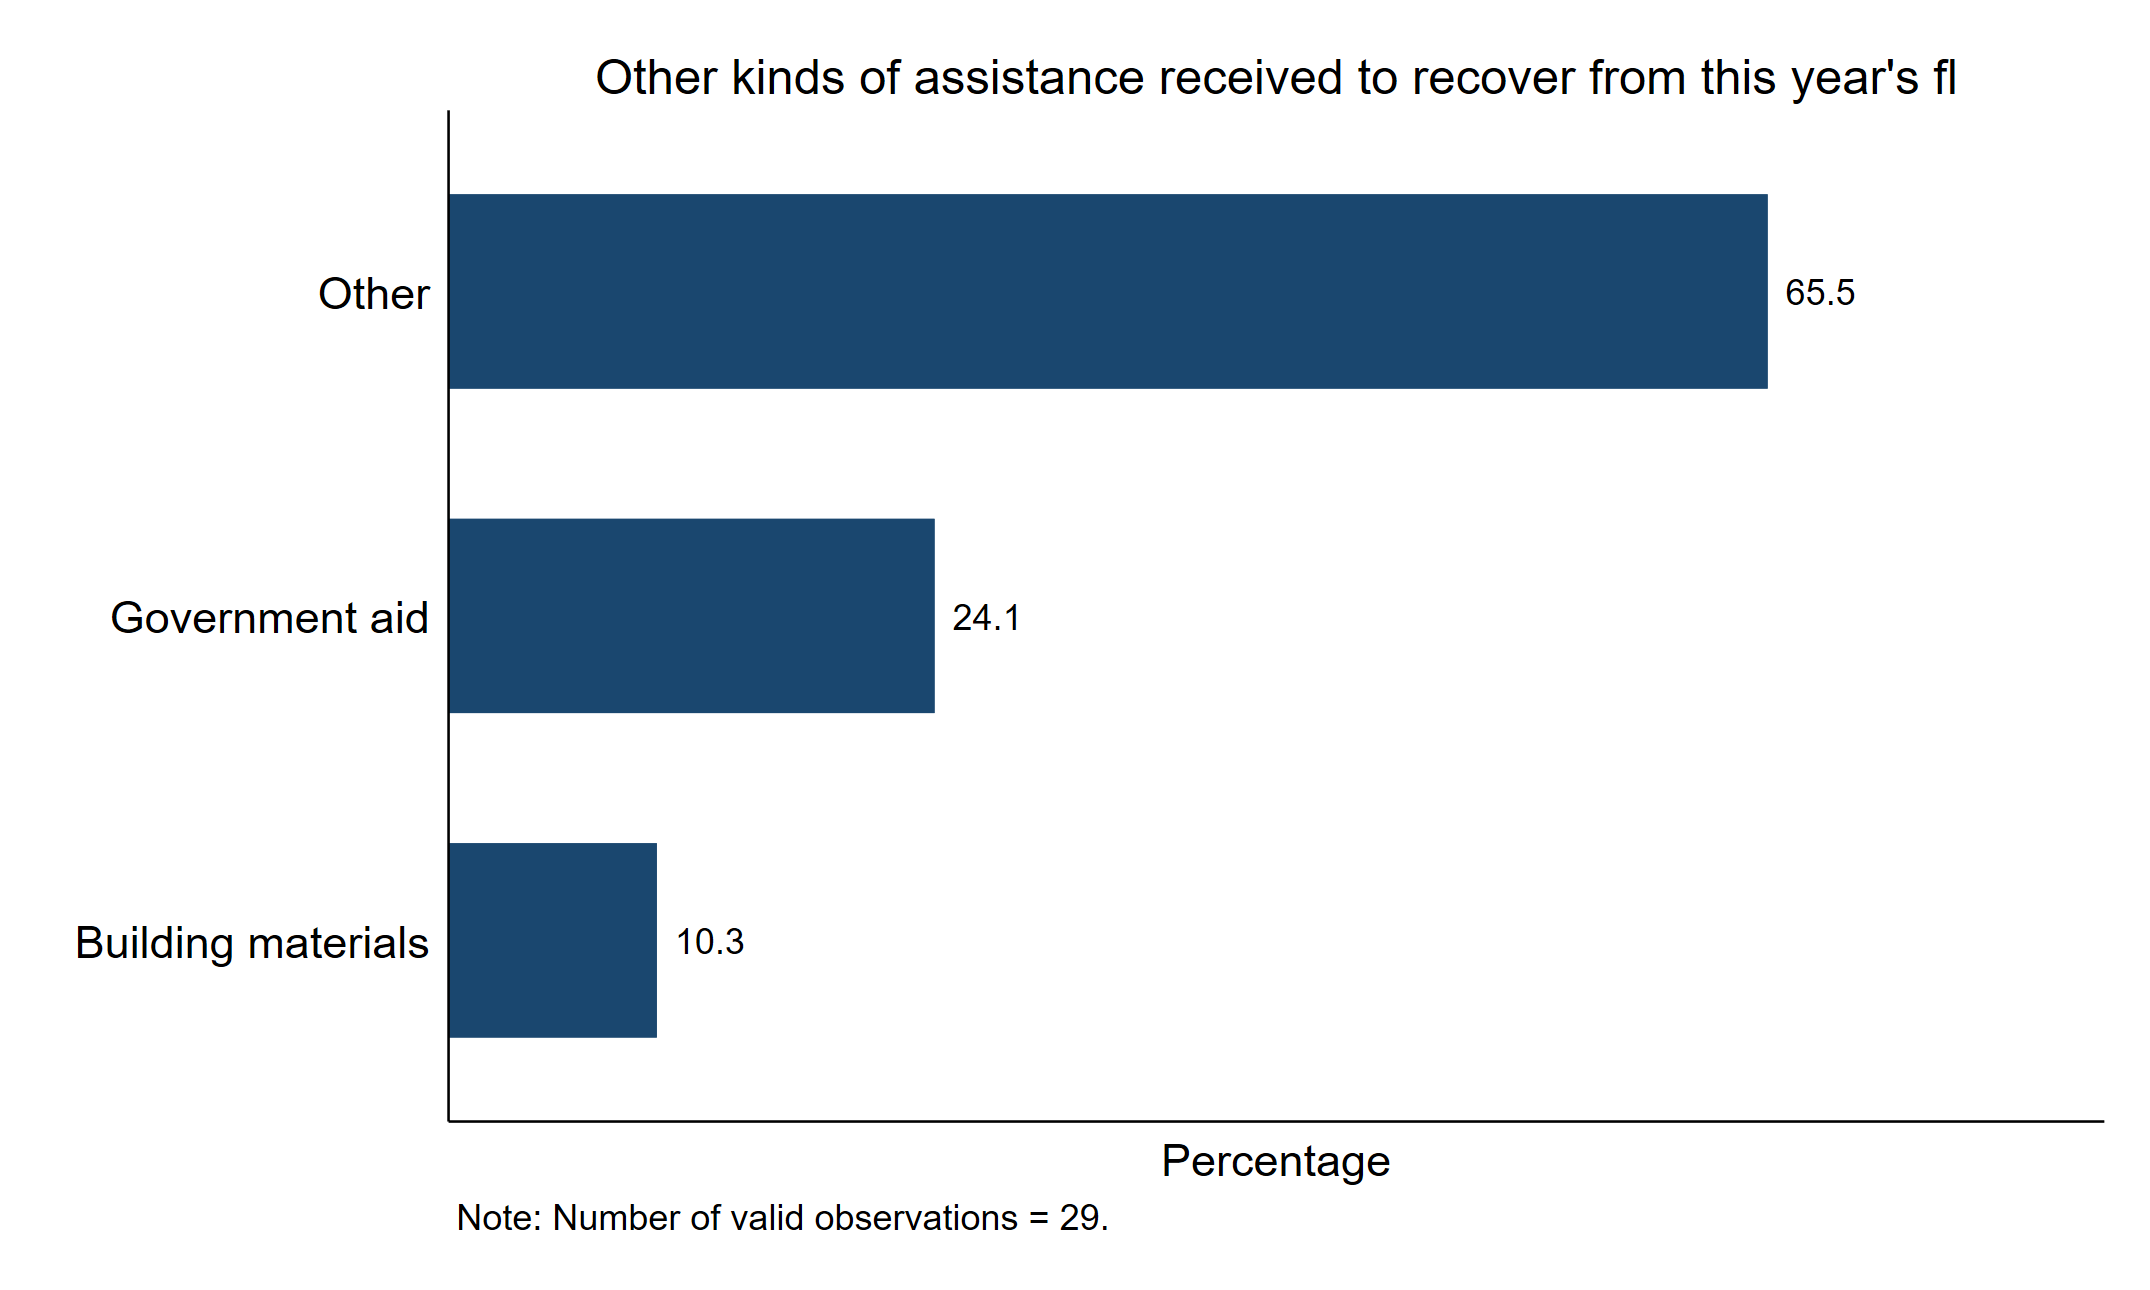 Other kinds of assistance received to recover from this year's fl
Other
65.5
Government aid
24.1
Building materials
10.3
Percentage
Note: Number of valid observations = 29.